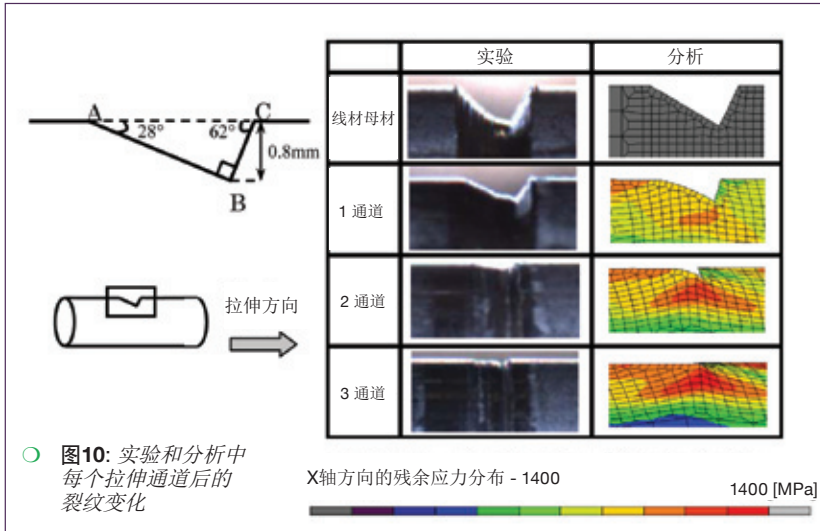 A
C
28°
62°
0.8mm
B
拉伸方向
实验
分析
线材母材
1 通道
2 通道
3 通道
图10: 实验和分析中
每个拉伸通道后的
裂纹变化
X轴方向的残余应力分布 - 1400
1400 [MPa]